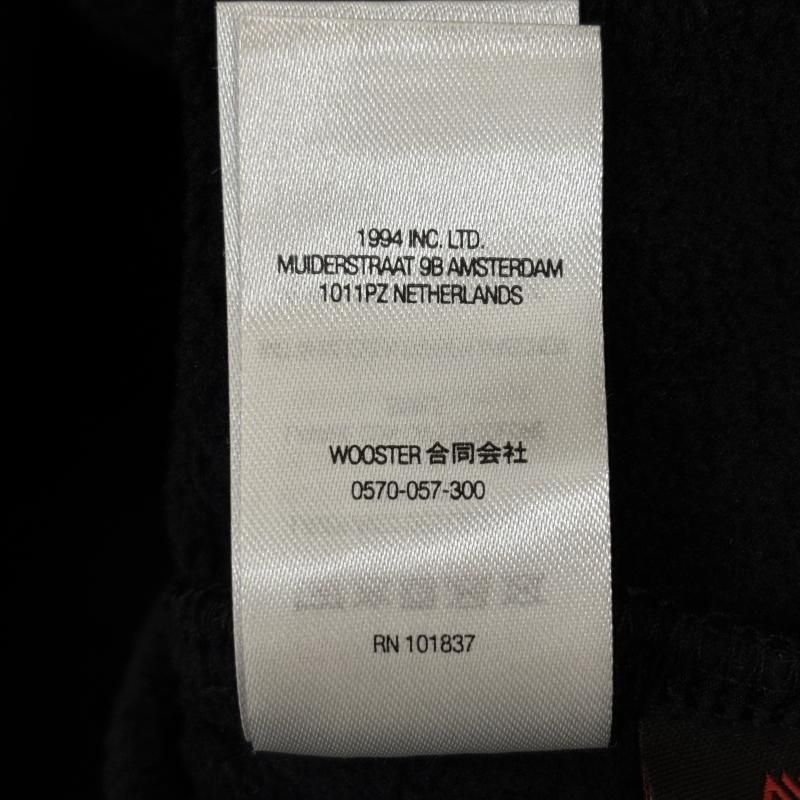 1994 INC. LTD.
MUIDERSTRAAT 9B AMSTERDAM
1011PZ NETHERLANDS
WOOSTER 合同会社
0570-057-300
RN 101837